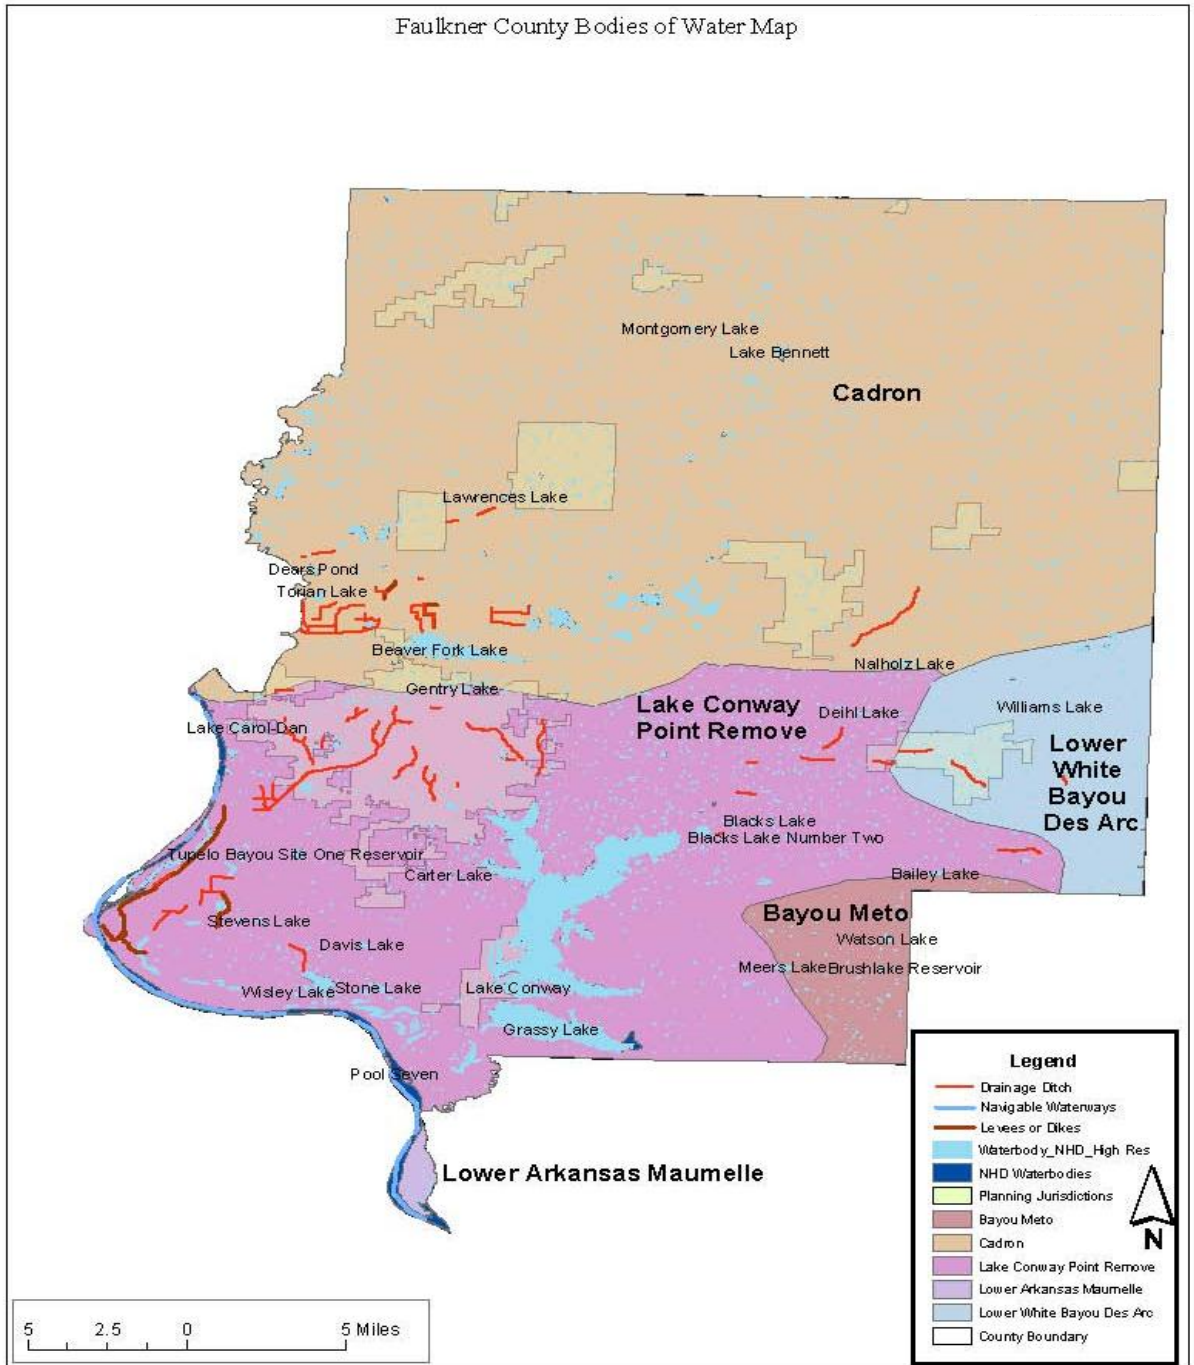 Faulkner County Bodies of Water Map
Montgomery Lake
Lake Bennett
Cadron
Lawrences Lake
Dears Pond
Torian Lake
Beaver Fork Lake
Nalholz Lake
Gentry Lake
Lake Conway
Point Remove
Deihl Lake
Williams Lake
Lake Carol-Dan
Lower
White
Bayou
Des Arc
Blacks Lake
Blacks Lake Number Two
Tupelo Bayou Site One Reservoir
Carter Lake
Bailey Lake
Stevens Lake
Bayou Meto
Davis Lake
Watson Lake
Meers Lake
Brushlake Reservoir
Wisley Lake
Stone Lake
Lake Conway
Grassy Lake
Pool Seven
Lower Arkansas Maumelle
Legend
Drainage Ditch
Navigable Waterways
Levees or Dikes
Waterbody_NHD_High Res
NHD Waterbodies
Planning Jurisdictions
Bayou Meto
Cadron
Lake Conway Point Remove
Lower Arkansas Maumelle
Lower White Bayou Des Arc
County Boundary
N
5 2.5 0 5 Miles